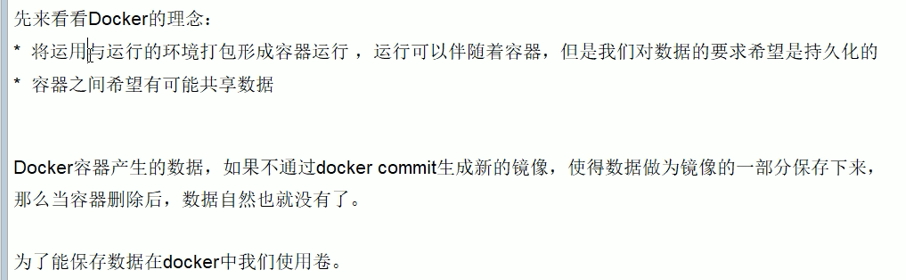 先来看看Docker的理念：
* 将运用与运行的环境打包形成容器运行 ，运行可以伴随着容器，但是我们对数据的要求希望是持久化的
* 容器之间希望有可能共享数据
Docker容器产生的数据，如果不通过docker commit生成新的镜像，使得数据做为镜像的一部分保存下来，
那么当容器删除后，数据自然也就没有了。
为了能保存数据在docker中我们使用卷。